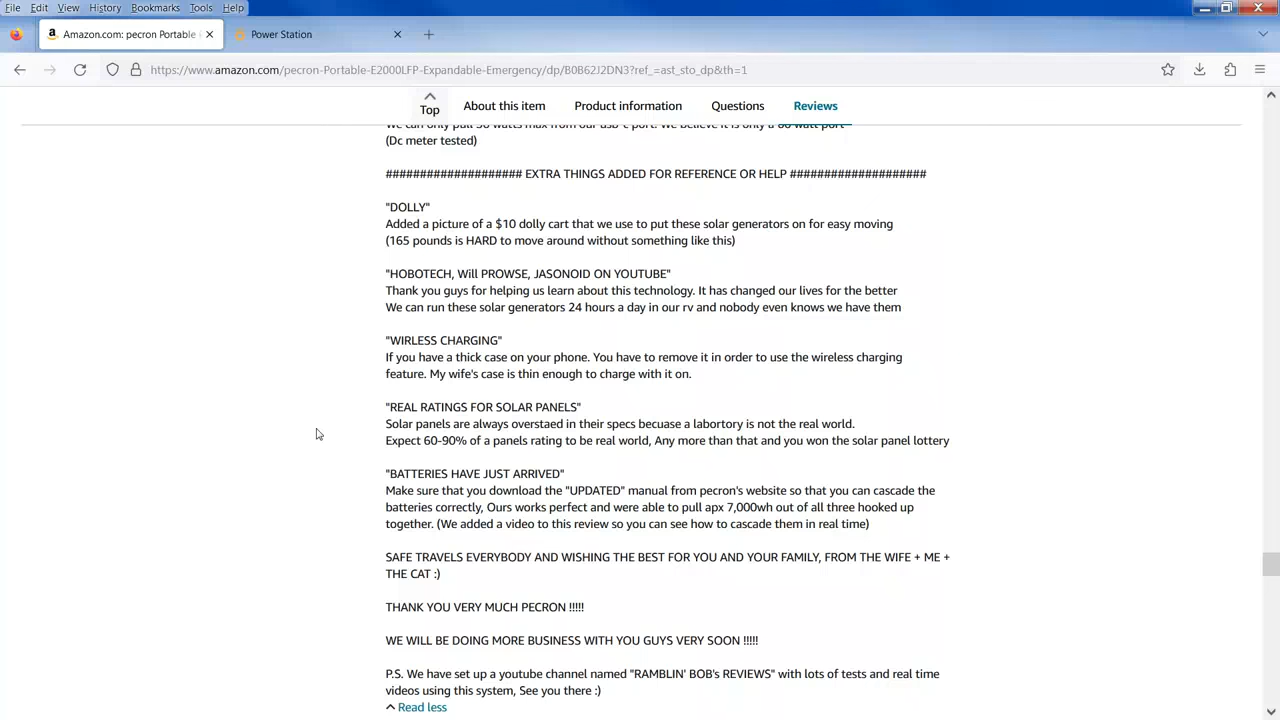 File Edit View History Bookmarks Tools Help
Amazon.com: pecron Portable
Power Station
https://www.amazon.com/pecron-Portable-E2000LFP-Expandable-Emergency/dp/B0B62J2DN3?ref_=ast_sto_dp&th=1
Top About this item Product information Questions Reviews
We can only pull 56 watts max from our usb c port. We believe it is only a 60 watt port
(Dc meter tested)
#################### EXTRA THINGS ADDED FOR REFERENCE OR HELP ####################
"DOLLY"
Added a picture of a $10 dolly cart that we use to put these solar generators on for easy moving
(165 pounds is HARD to move around without something like this)
"HOBOTECH, Will PROWSE, JASONOID ON YOUTUBE"
Thank you guys for helping us learn about this technology. It has changed our lives for the better
We can run these solar generators 24 hours a day in our rv and nobody even knows we have them
"WIRLESS CHARGING"
If you have a thick case on your phone. You have to remove it in order to use the wireless charging
feature. My wife's case is thin enough to charge with it on.
"REAL RATINGS FOR SOLAR PANELS"
Solar panels are always overstaed in their specs becuase a labortory is not the real world.
Expect 60-90% of a panels rating to be real world, Any more than that and you won the solar panel lottery
"BATTERIES HAVE JUST ARRIVED"
Make sure that you download the "UPDATED" manual from pecron's website so that you can cascade the
batteries correctly, Ours works perfect and were able to pull apx 7,000wh out of all three hooked up
together. (We added a video to this review so you can see how to cascade them in real time)
SAFE TRAVELS EVERYBODY AND WISHING THE BEST FOR YOU AND YOUR FAMILY, FROM THE WIFE + ME +
THE CAT :)
THANK YOU VERY MUCH PECRON !!!!!
WE WILL BE DOING MORE BUSINESS WITH YOU GUYS VERY SOON !!!!!
P.S. We have set up a youtube channel named "RAMBLIN' BOB's REVIEWS" with lots of tests and real time
videos using this system, See you there :)
Read less